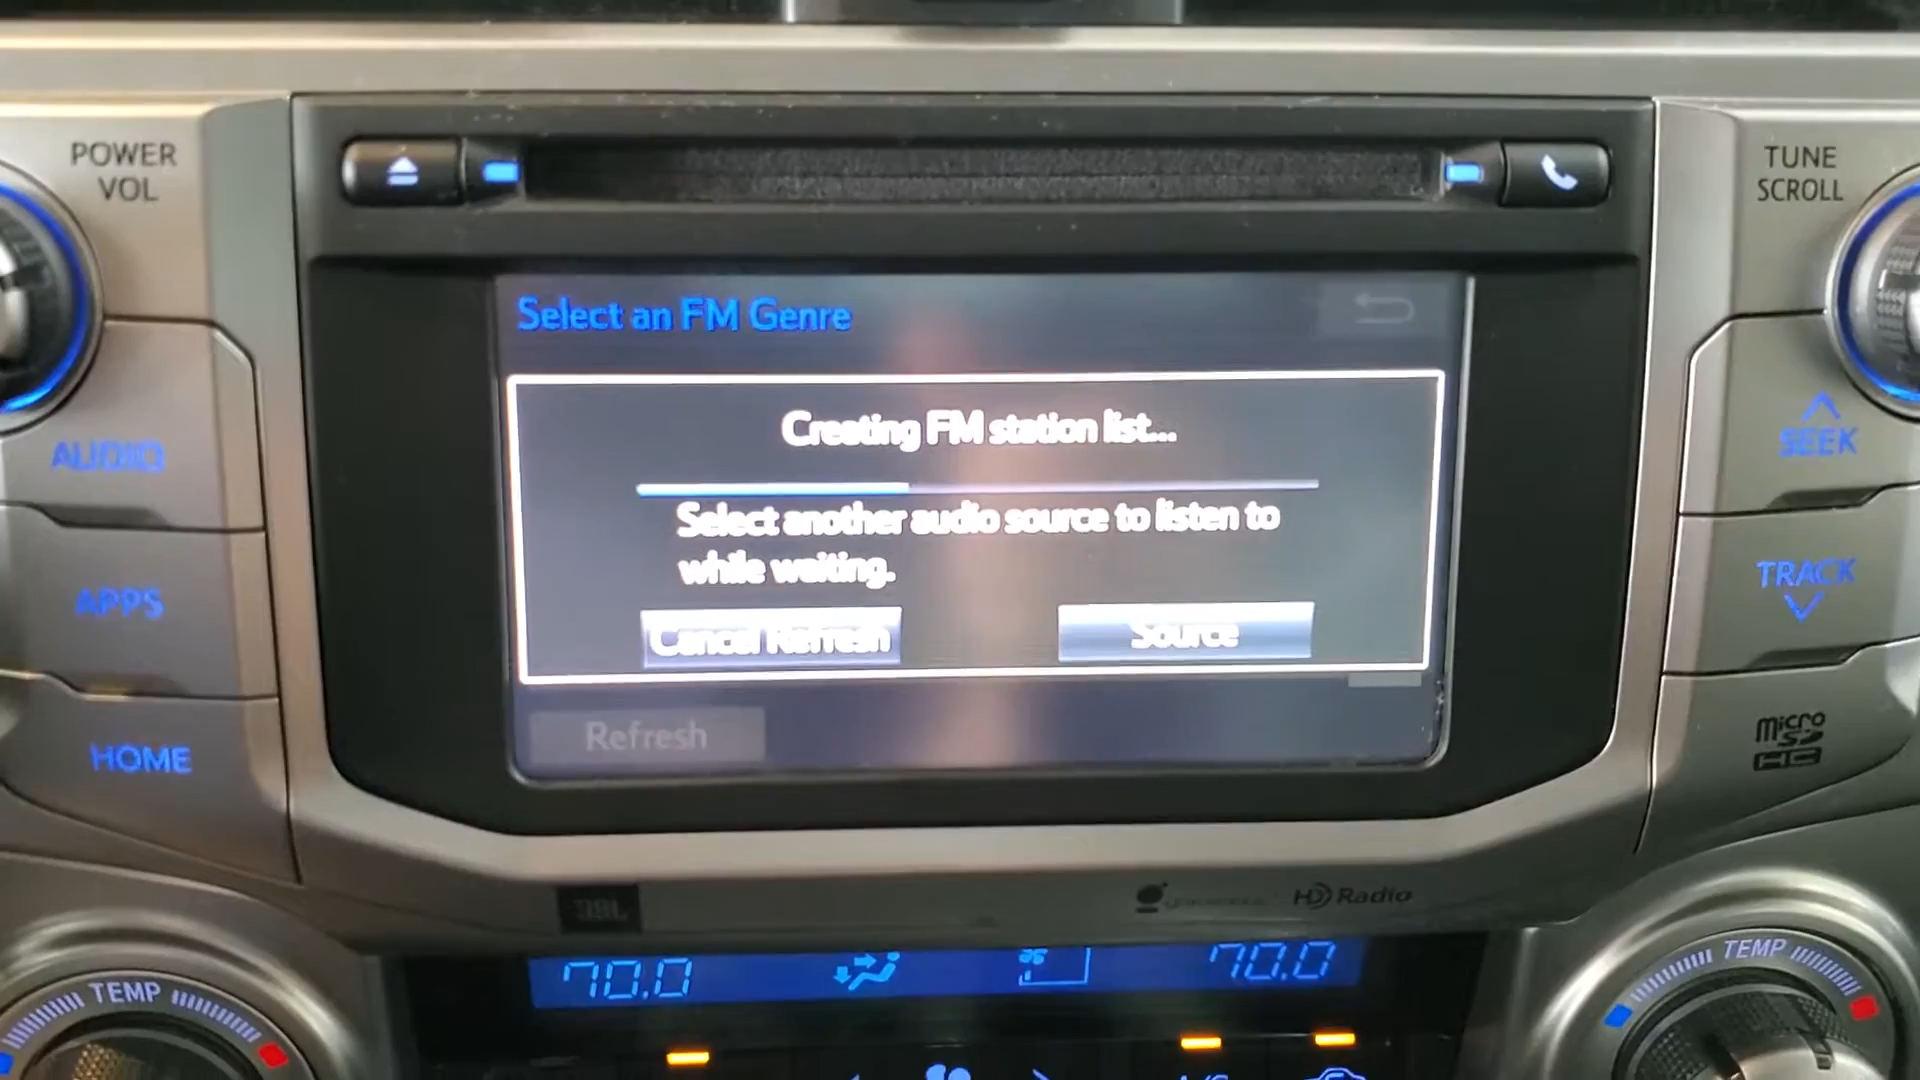 POWER
VOL
TUNE
SCROLL
Select an FM Genre
Creating FM station list...
Select another audio source to listen to
while waiting.
Cancel Refresh
Source
Refresh
AUDIO
APPS
HOME
SEEK
TRACK
micro
SD
HC
JBL
HD Radio
70.0
70.0
TEMP
TEMP
A/C